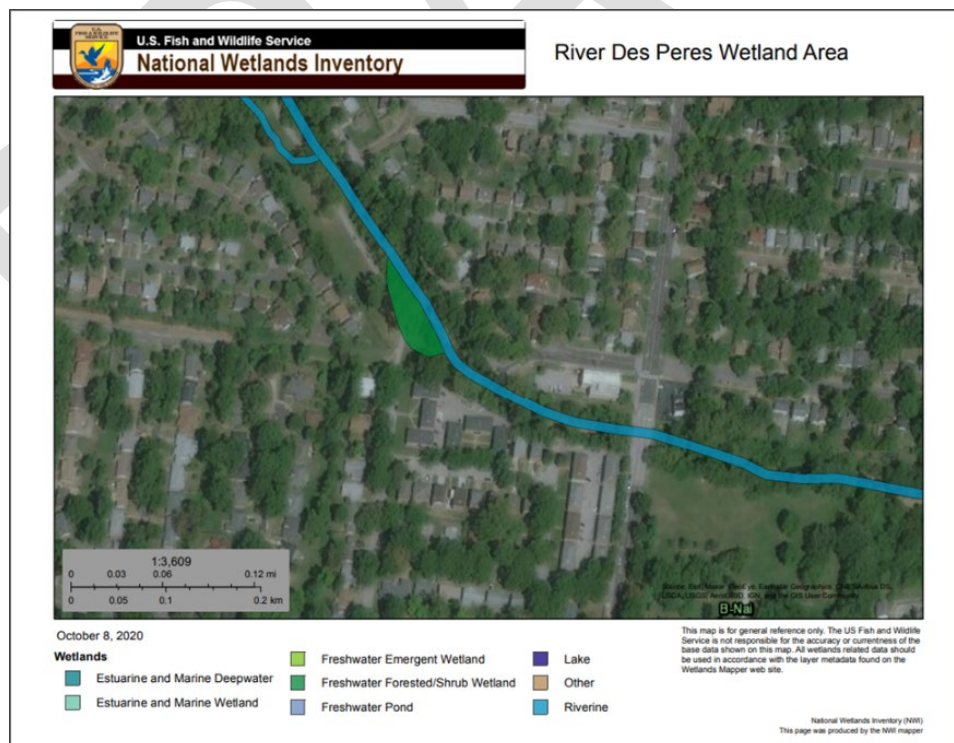 U.S. FISH & WILDLIFE SERVICE
U.S. Fish and Wildlife Service
National Wetlands Inventory
River Des Peres Wetland Area
1:3,609
0 0.03 0.06 0.12 mi
0 0.05 0.1 0.2 km
B-Nai
October 8, 2020
Wetlands
Estuarine and Marine Deepwater
Estuarine and Marine Wetland
Freshwater Emergent Wetland
Freshwater Forested/Shrub Wetland
Freshwater Pond
Lake
Other
Riverine
This map is for general reference only. The US Fish and Wildlife
Service is not responsible for the accuracy or currentness of the
base data shown on this map. All wetlands related data should
be used in accordance with the layer metadata found on the
Wetlands Mapper web site.
National Wetlands Inventory (NWI)
This page was produced by the NWI mapper